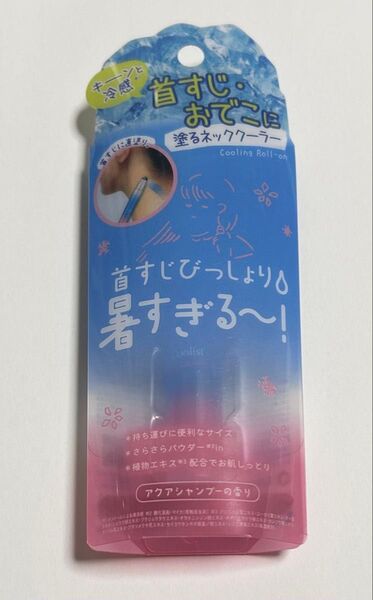 キーンと
冷感
首すじ・
おでこに
塗るネッククーラー
Cooling Roll-on
首すじに直塗り
首すじびっしょり
暑すぎる〜!
*持ち運びに便利なサイズ
*さらさらパウダー※2in
*植物エキス※3配合でお肌しっとり
アクアシャンプーの香り